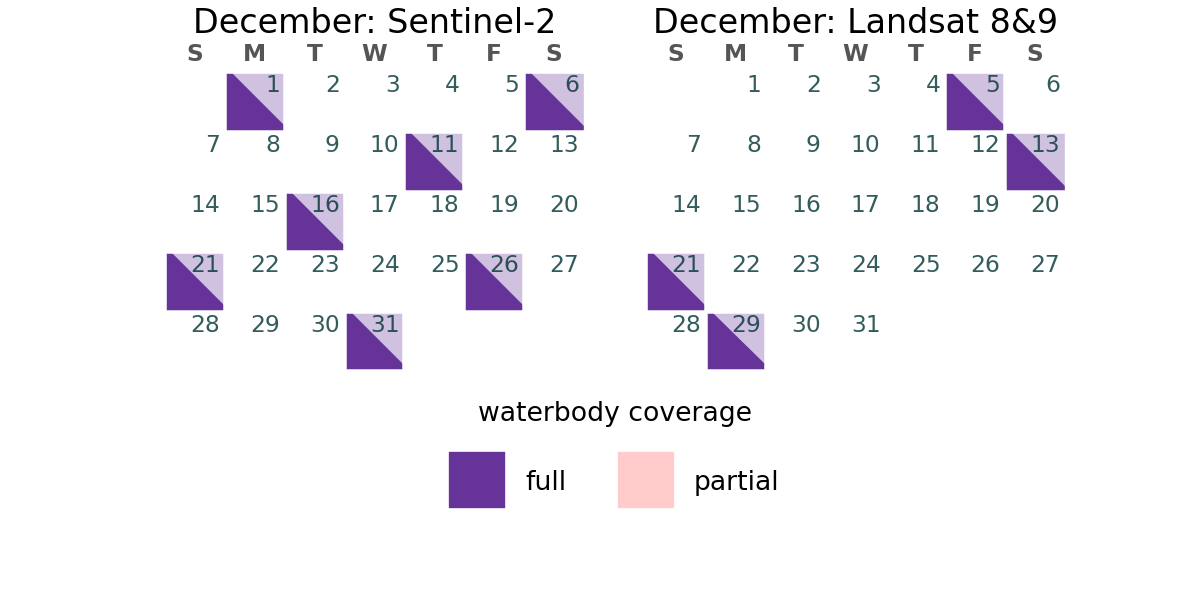 December: Sentinel-2
S M T W T F S
1 2 3 4 5 6
7 8 9 10 11 12 13
14 15 16 17 18 19 20
21 22 23 24 25 26 27
28 29 30 31
December: Landsat 8&9
S M T W T F S
1 2 3 4 5 6
7 8 9 10 11 12 13
14 15 16 17 18 19 20
21 22 23 24 25 26 27
28 29 30 31
waterbody coverage
full partial